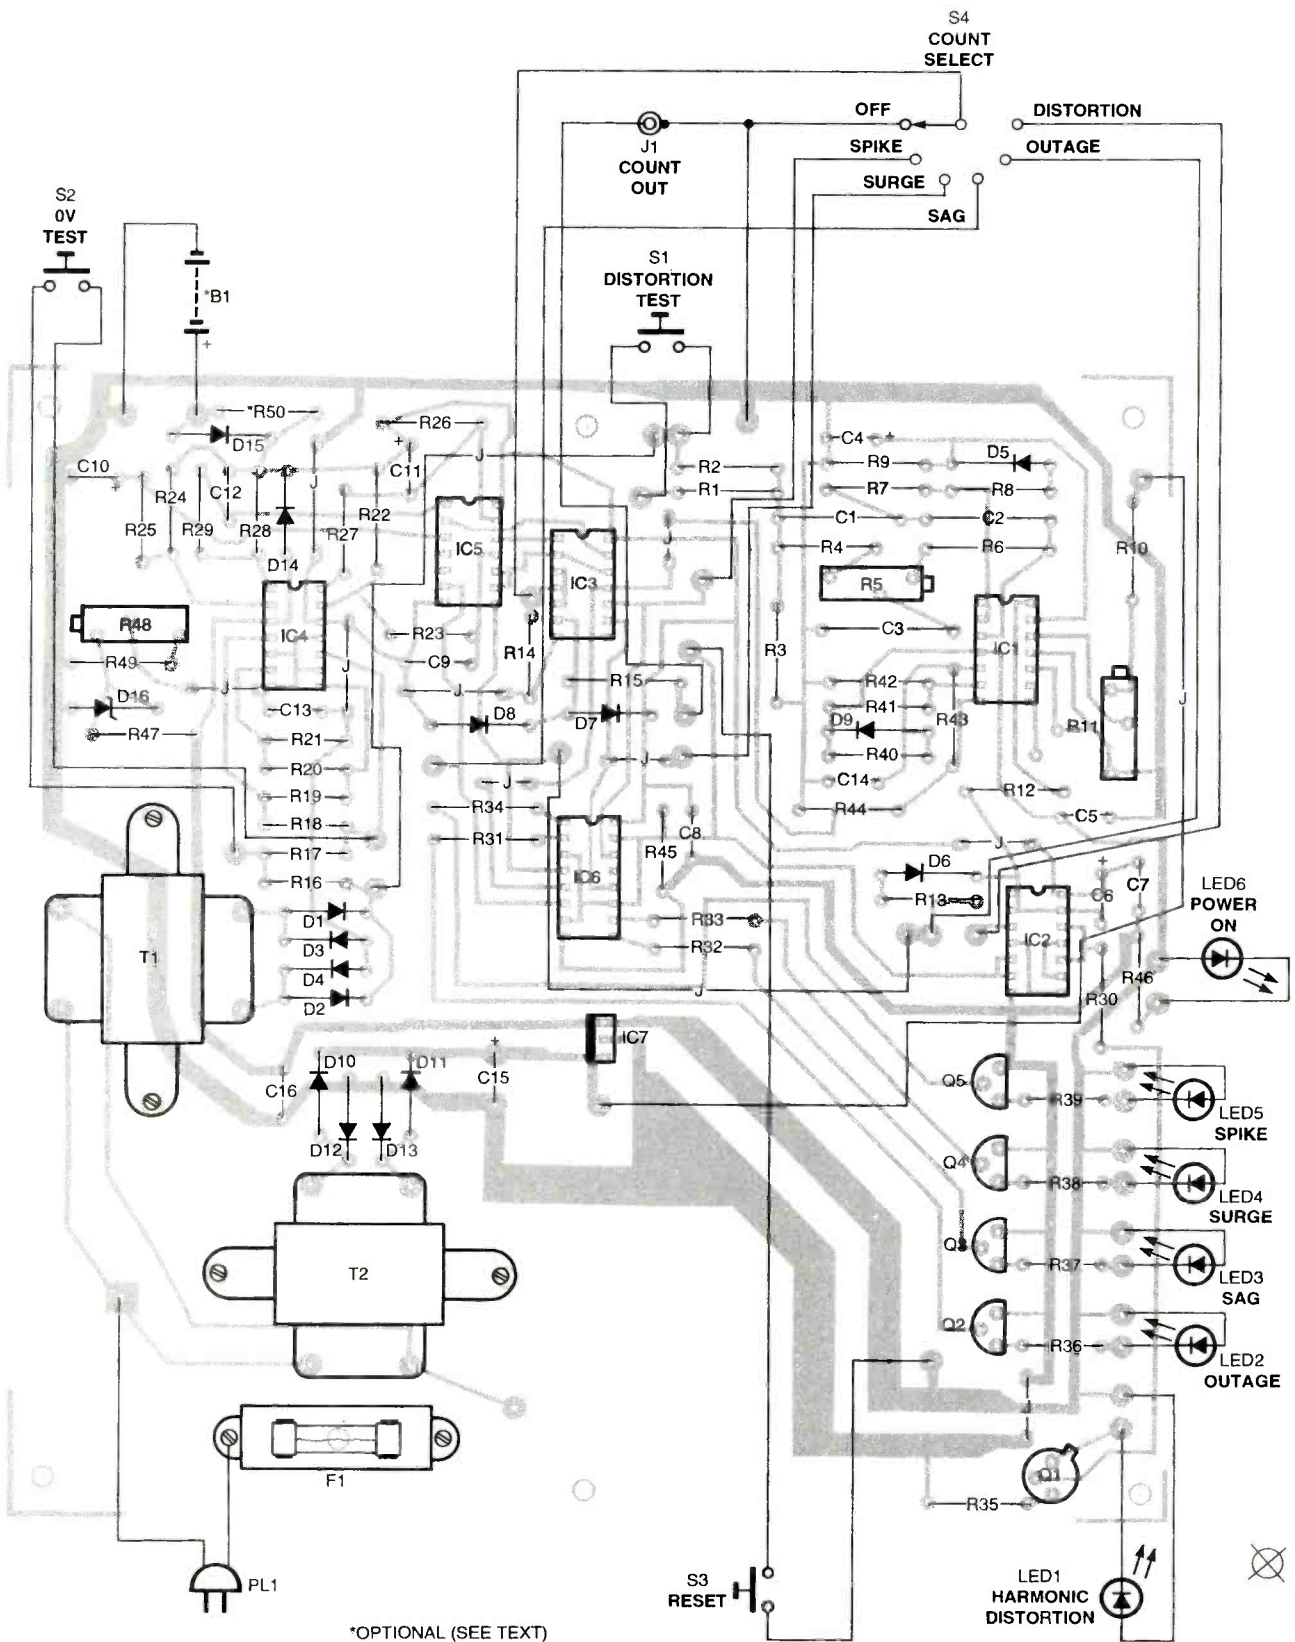 S4
COUNT
SELECT
OFF
DISTORTION
J1
COUNT
OUT
SPIKE
OUTAGE
SURGE
SAG
S2
0V
TEST
*B1
+
S1
DISTORTION
TEST
*R50
R26
D15
C10
+
C11
+
J
J
R24
C12
R25
R29
R28
R27
R22
D14
R2
R1
C4
+
R9
D5
R7
R8
C1
C2
R4
R6
R5
R10
IC5
IC3
J
R48
IC4
R23
R14
C3
IC1
R49
C9
R3
J
J
J
R15
R42
D16
C13
D8
D7
R41
R43
D9
R11
J
R47
R21
R40
R20
J
J
C14
R19
R34
R44
R12
C5
R18
R31
R45
C8
R17
J
R16
IC6
D6
+
C6
C7
R13
LED6
POWER
ON
T1
D1
R33
D3
R32
IC2
D4
J
R30
R46
D2
IC7
D10
D11
+
C15
+
C16
Q5
R39
LED5
SPIKE
D12
D13
Q4
R38
LED4
SURGE
T2
Q3
R37
LED3
SAG
Q2
R36
LED2
OUTAGE
J
F1
Q1
R35
PL1
S3
RESET
LED1
HARMONIC
DISTORTION
*OPTIONAL (SEE TEXT)